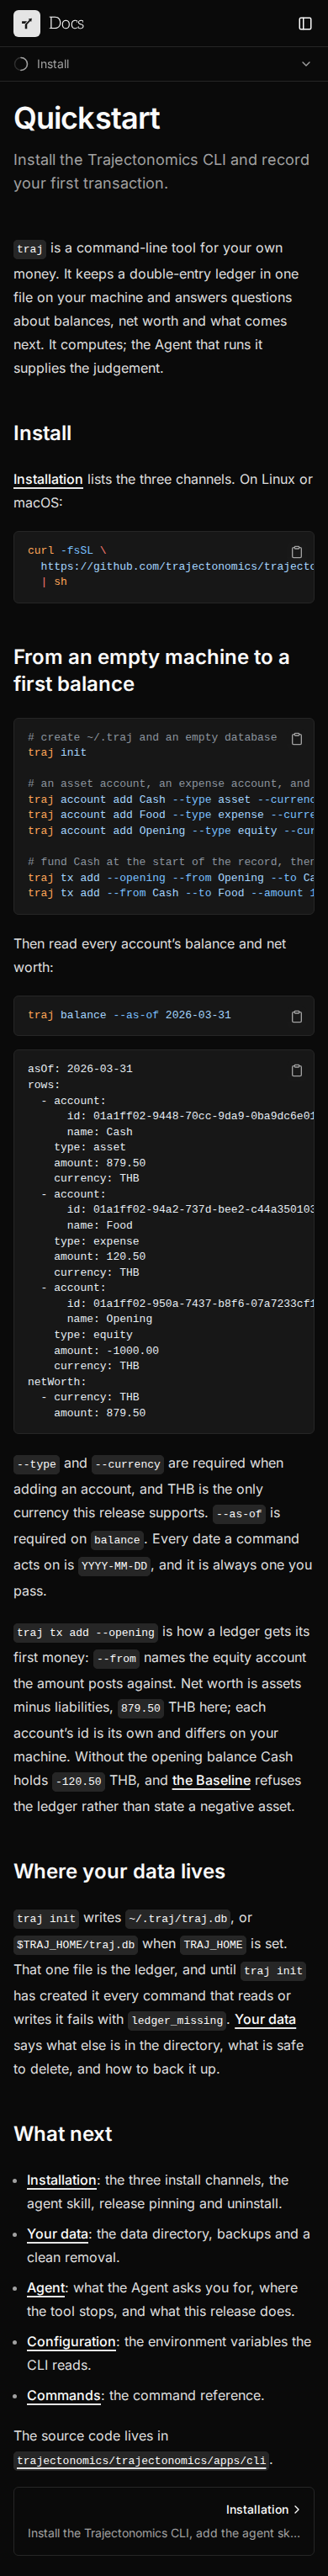 Docs
Install
Quickstart
Install the Trajectonomics CLI and record
your first transaction.
traj is a command-line tool for your own
money. It keeps a double-entry ledger in one
file on your machine and answers questions
about balances, net worth and what comes
next. It computes; the Agent that runs it
supplies the judgement.
Install
Installation lists the three channels. On Linux or
macOS:
curl -fsSL \
https://github.com/trajectonomics/trajecto
| sh
From an empty machine to a
first balance
# create ~/.traj and an empty database
traj init
# an asset account, an expense account, and
traj account add Cash --type asset --currenc
traj account add Food --type expense --curre
traj account add Opening --type equity --cur
# fund Cash at the start of the record, then
traj tx add --opening --from Opening --to Ca
traj tx add --from Cash --to Food --amount 1
Then read every account’s balance and net
worth:
traj balance --as-of 2026-03-31
asOf: 2026-03-31
rows:
- account:
id: 01a1ff02-9448-70cc-9da9-0ba9dc6e01
name: Cash
type: asset
amount: 879.50
currency: THB
- account:
id: 01a1ff02-94a2-737d-bee2-c44a350103
name: Food
type: expense
amount: 120.50
currency: THB
- account:
id: 01a1ff02-950a-7437-b8f6-07a7233cf1
name: Opening
type: equity
amount: -1000.00
currency: THB
netWorth:
- currency: THB
amount: 879.50
--type and --currency are required when
adding an account, and THB is the only
currency this release supports. --as-of is
required on balance. Every date a command
acts on is YYYY-MM-DD, and it is always one you
pass.
traj tx add --opening is how a ledger gets its
first money: --from names the equity account
the amount posts against. Net worth is assets
minus liabilities, 879.50 THB here; each
account’s id is its own and differs on your
machine. Without the opening balance Cash
holds -120.50 THB, and the Baseline refuses
the ledger rather than state a negative asset.
Where your data lives
traj init writes ~/.traj/traj.db, or
$TRAJ_HOME/traj.db when TRAJ_HOME is set.
That one file is the ledger, and until traj init
has created it every command that reads or
writes it fails with ledger_missing. Your data
says what else is in the directory, what is safe
to delete, and how to back it up.
What next
• Installation: the three install channels, the
agent skill, release pinning and uninstall.
• Your data: the data directory, backups and a
clean removal.
• Agent: what the Agent asks you for, where
the tool stops, and what this release does.
• Configuration: the environment variables the
CLI reads.
• Commands: the command reference.
The source code lives in
trajectonomics/trajectonomics/apps/cli.
Installation
Install the Trajectonomics CLI, add the agent sk...